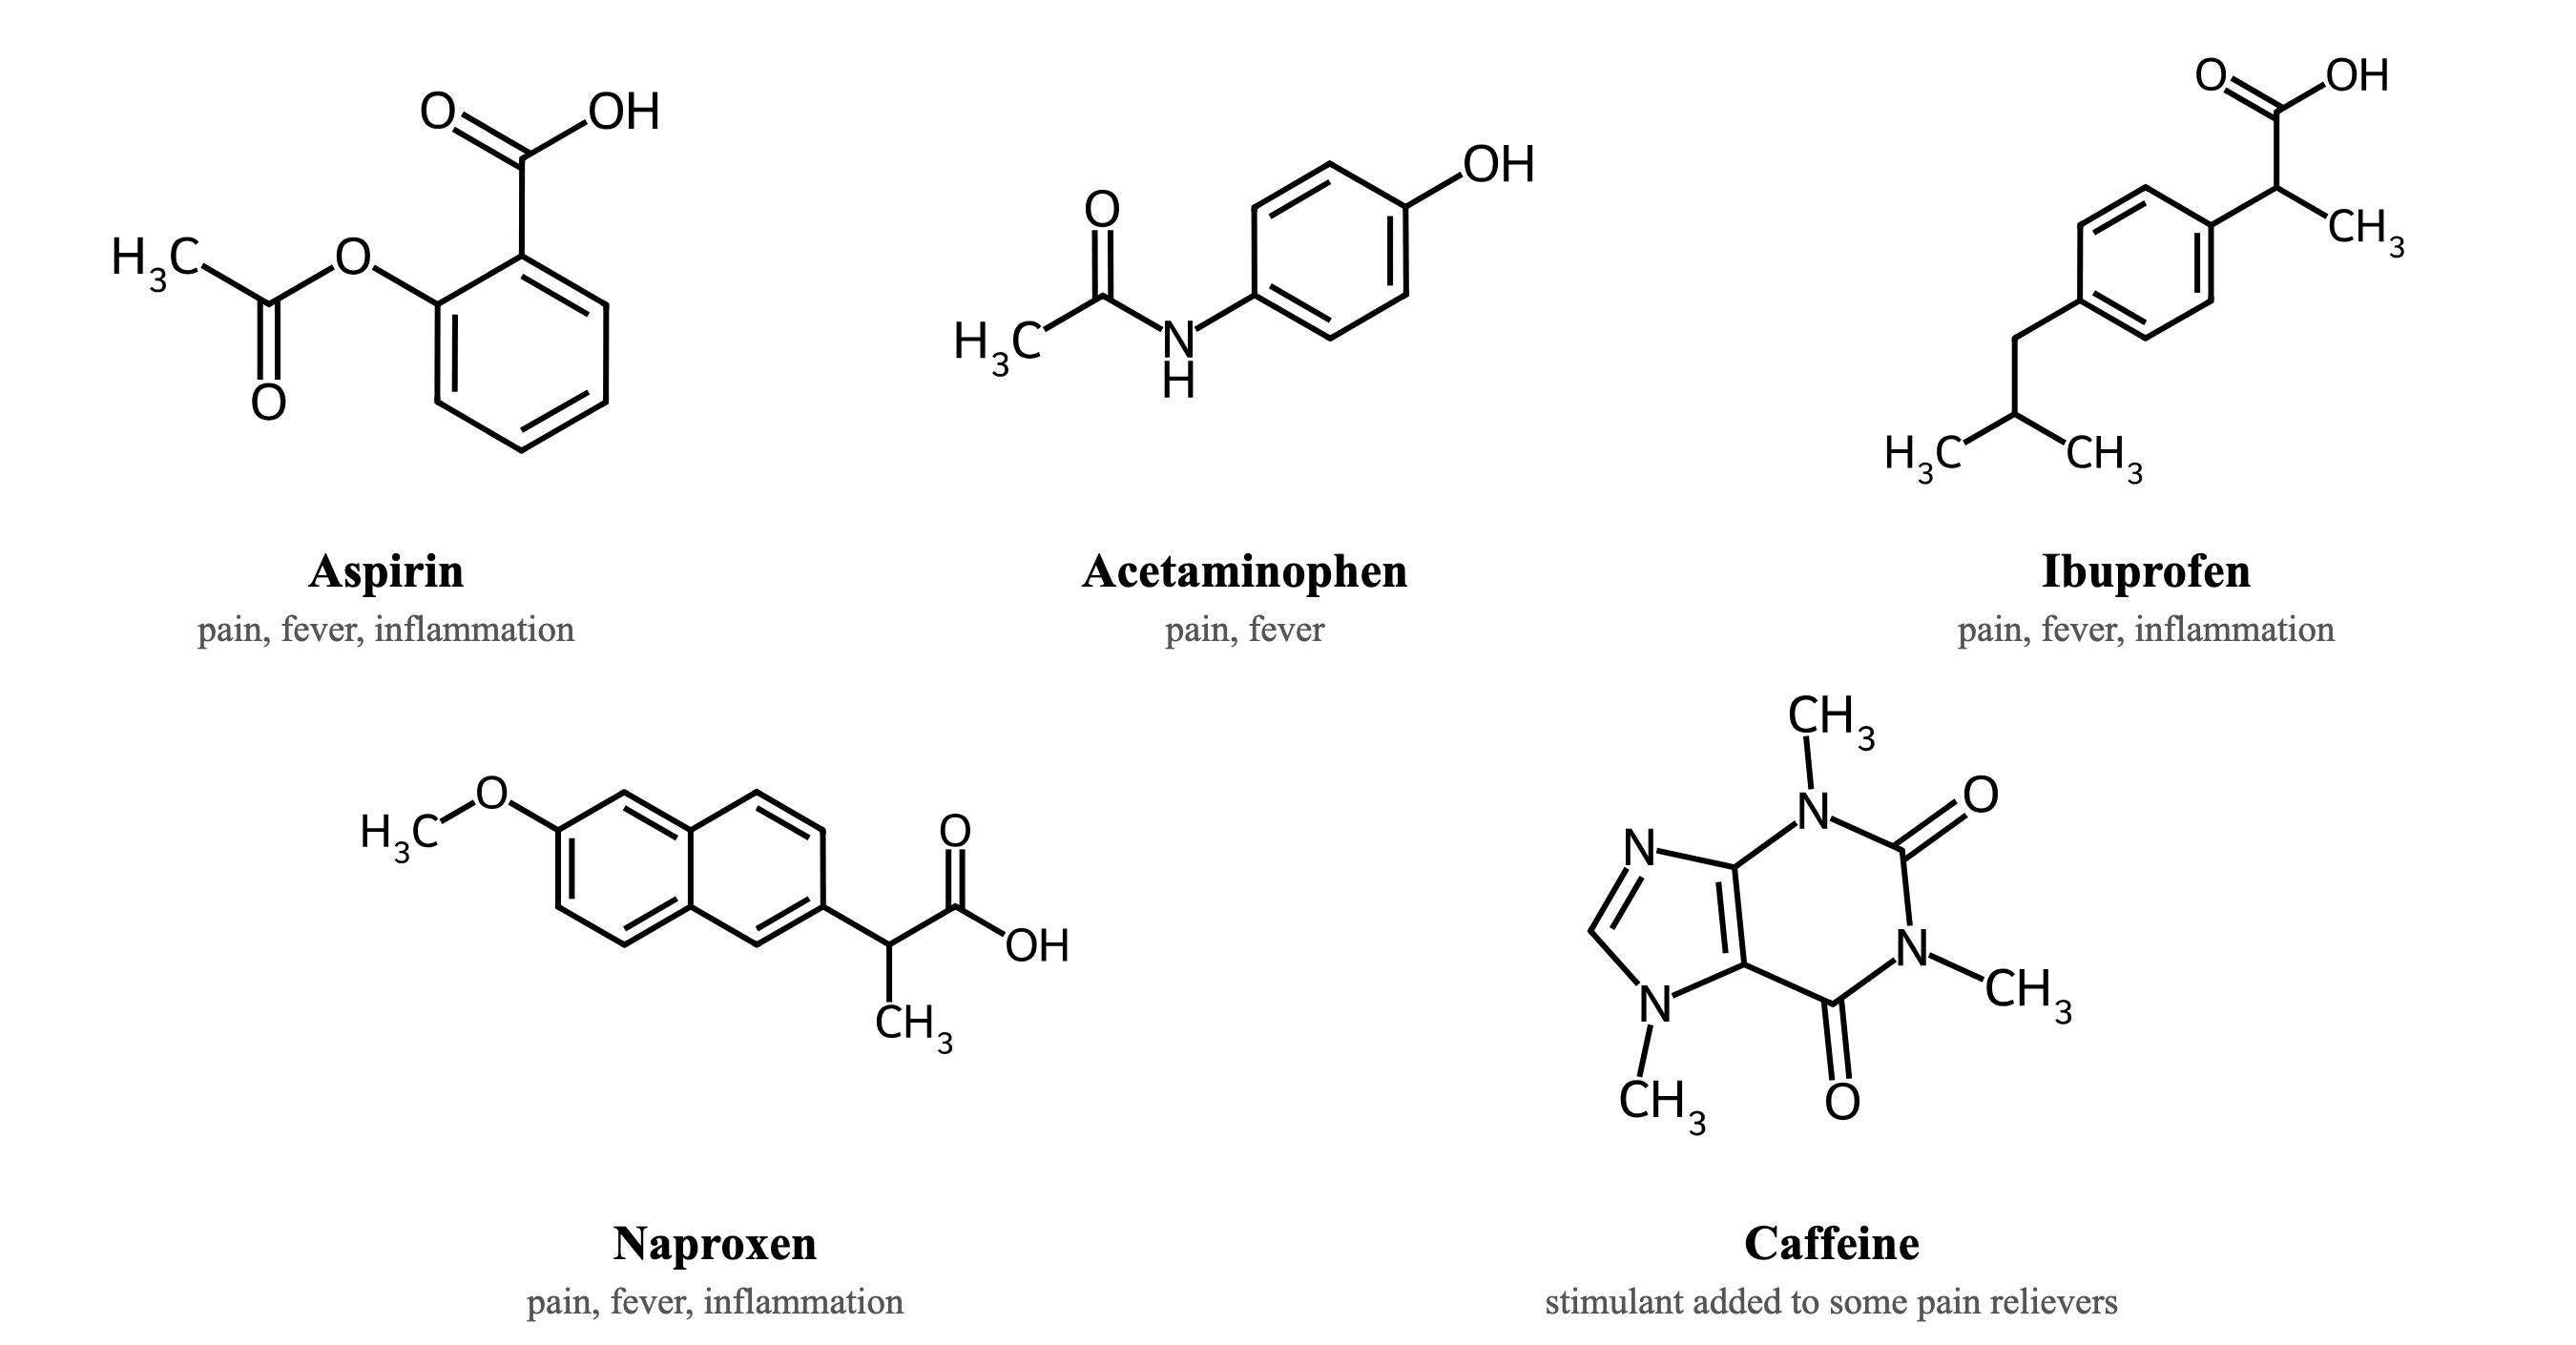 O OH
H3C O
O
Aspirin
pain, fever, inflammation
OH
O
H3C N
H
Acetaminophen
pain, fever
O OH
CH3
H3C CH3
Ibuprofen
pain, fever, inflammation
H3C O
O
OH
CH3
Naproxen
pain, fever, inflammation
CH3
N O
N
N
N CH3
CH3 O
Caffeine
stimulant added to some pain relievers